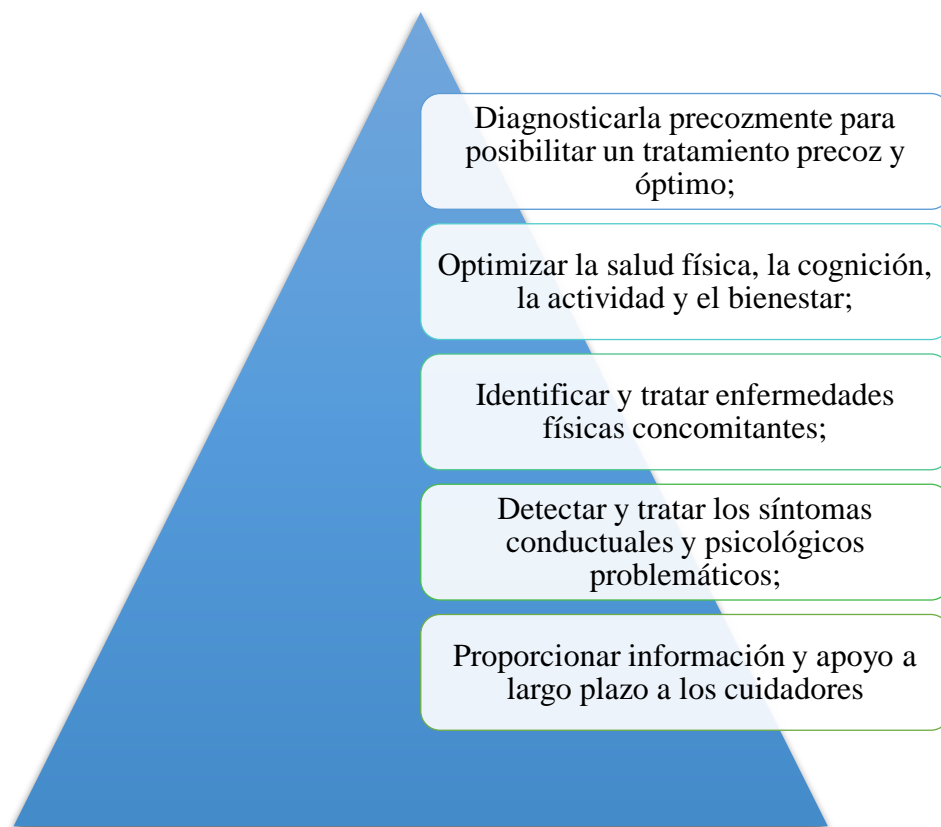 Diagnosticarla precozmente para
posibilitar un tratamiento precoz y
óptimo;
Optimizar la salud física, la cognición,
la actividad y el bienestar;
Identificar y tratar enfermedades
físicas concomitantes;
Detectar y tratar los síntomas
conductuales y psicológicos
problemáticos;
Proporcionar información y apoyo a
largo plazo a los cuidadores